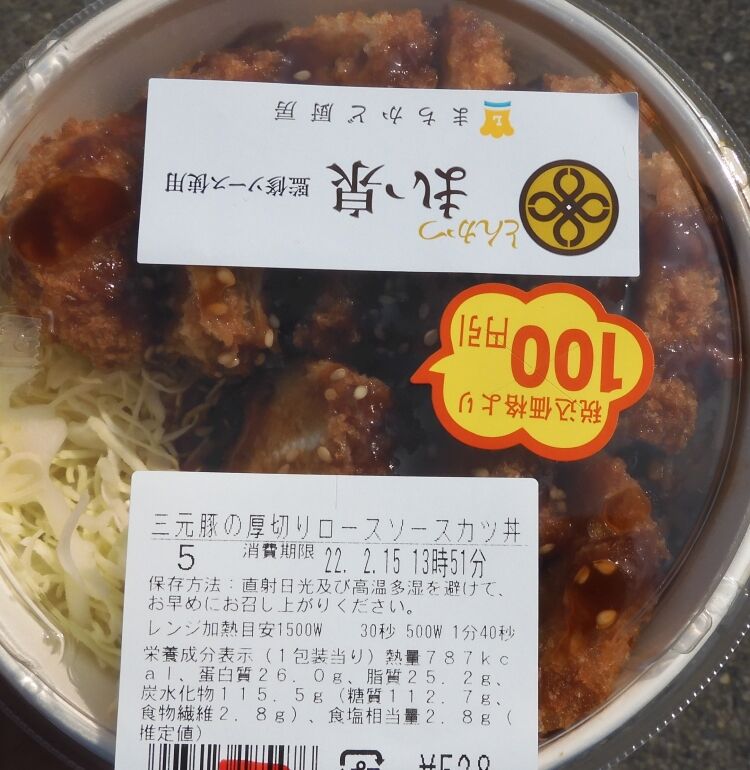 まちかど厨房
L
とんかつ
まい泉
監修ソース使用
税込価格より
100円引
三元豚の厚切りロースソースカツ丼
5 消費期限 22. 2.15 13時51分
保存方法：直射日光及び高温多湿を避けて、
お早めにお召し上がりください。
レンジ加熱目安1500W 30秒 500W 1分40秒
栄養成分表示（1包装当り）熱量787kc
al、蛋白質26.0g、脂質25.2g、
炭水化物115.5g（糖質112.7g、
食物繊維2.8g）、食塩相当量2.8g（
推定値）